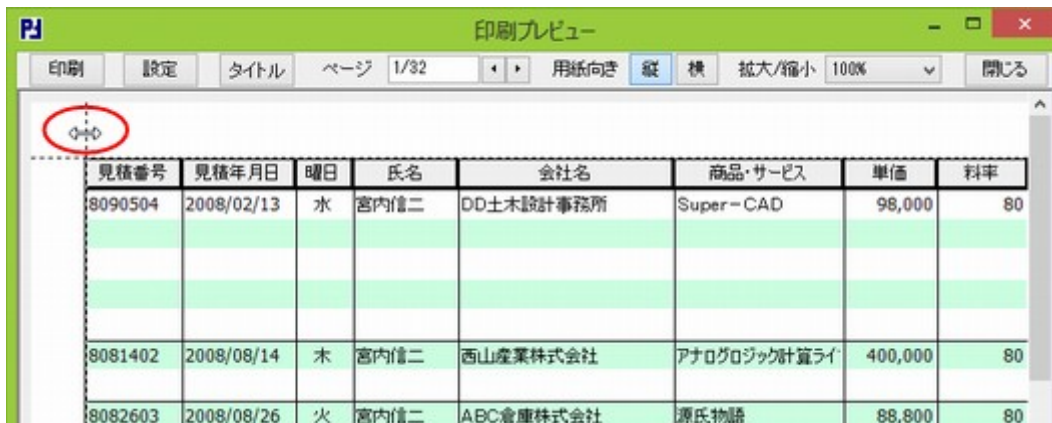 印刷プレビュー
印刷 設定 タイトル ページ 1/32 用紙向き 縦 横 拡大/縮小 100% 閉じる
見積番号 見積年月日 曜日 氏名 会社名 商品・サービス 単価 料率
8090504 2008/02/13 水 宮内信二 DD土木設計事務所 Super-CAD 98,000 80
8081402 2008/08/14 木 宮内信二 西山産業株式会社 アナログロジック計算ライ 400,000 80
8082603 2008/08/26 火 宮内信二 ABC倉庫株式会社 源氏物語 88,800 80